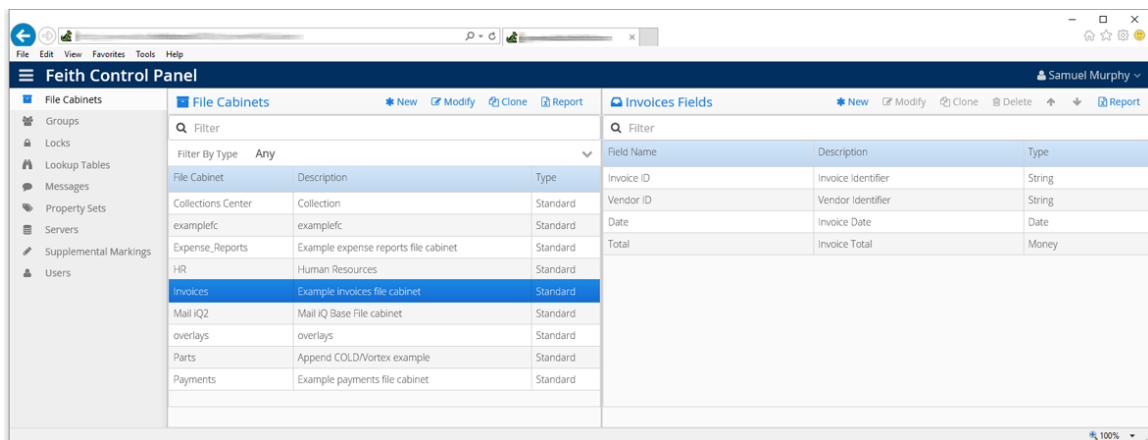 File Edit View Favorites Tools Help
Feith Control Panel
Samuel Murphy
File Cabinets
Groups
Locks
Lookup Tables
Messages
Property Sets
Servers
Supplemental Markings
Users
File Cabinets New Modify Clone Report
Filter
Filter By Type Any
File Cabinet Description Type
Collections Center Collection Standard
examplefc examplefc Standard
Expense_Reports Example expense reports file cabinet Standard
HR Human Resources Standard
Invoices Example invoices file cabinet Standard
Mail iQ2 Mail iQ Base File cabinet Standard
overlays overlays Standard
Parts Append COLD/Vortex example Standard
Payments Example payments file cabinet Standard
Invoices Fields New Modify Clone Delete Report
Filter
Field Name Description Type
Invoice ID Invoice Identifier String
Vendor ID Vendor Identifier String
Date Invoice Date Date
Total Invoice Total Money
100%